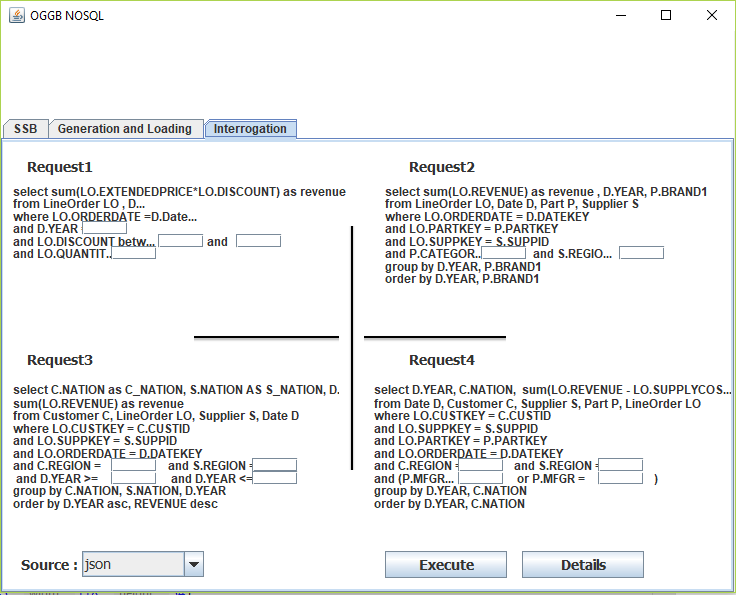 OGGB NOSQL
SSB
Generation and Loading
Interrogation
Request1
select sum(LO.EXTENDEDPRICE*LO.DISCOUNT) as revenue
from LineOrder LO , D...
where LO.ORDERDATE =D.Date...
and D.YEAR
and LO.DISCOUNT betw... and
and LO.QUANTIT...
Request2
select sum(LO.REVENUE) as revenue , D.YEAR, P.BRAND1
from LineOrder LO, Date D, Part P, Supplier S
where LO.ORDERDATE = D.DATEKEY
and LO.PARTKEY = P.PARTKEY
and LO.SUPPKEY = S.SUPPID
and P.CATEGOR... and S.REGIO...
group by D.YEAR, P.BRAND1
order by D.YEAR, P.BRAND1
Request3
select C.NATION as C_NATION, S.NATION AS S_NATION, D.
sum(LO.REVENUE) as revenue
from Customer C, LineOrder LO, Supplier S, Date D
where LO.CUSTKEY = C.CUSTID
and LO.SUPPKEY = S.SUPPID
and LO.ORDERDATE = D.DATEKEY
and C.REGION = and S.REGION =
and D.YEAR >= and D.YEAR <=
group by C.NATION, S.NATION, D.YEAR
order by D.YEAR asc, REVENUE desc
Request4
select D.YEAR, C.NATION, sum(LO.REVENUE - LO.SUPPLYCOS...
from Date D, Customer C, Supplier S, Part P, LineOrder LO
where LO.CUSTKEY = C.CUSTID
and LO.SUPPKEY = S.SUPPID
and LO.PARTKEY = P.PARTKEY
and LO.ORDERDATE = D.DATEKEY
and C.REGION = and S.REGION =
and (P.MFGR... or P.MFGR = )
group by D.YEAR, C.NATION
order by D.YEAR, C.NATION
Source : json
Execute
Details